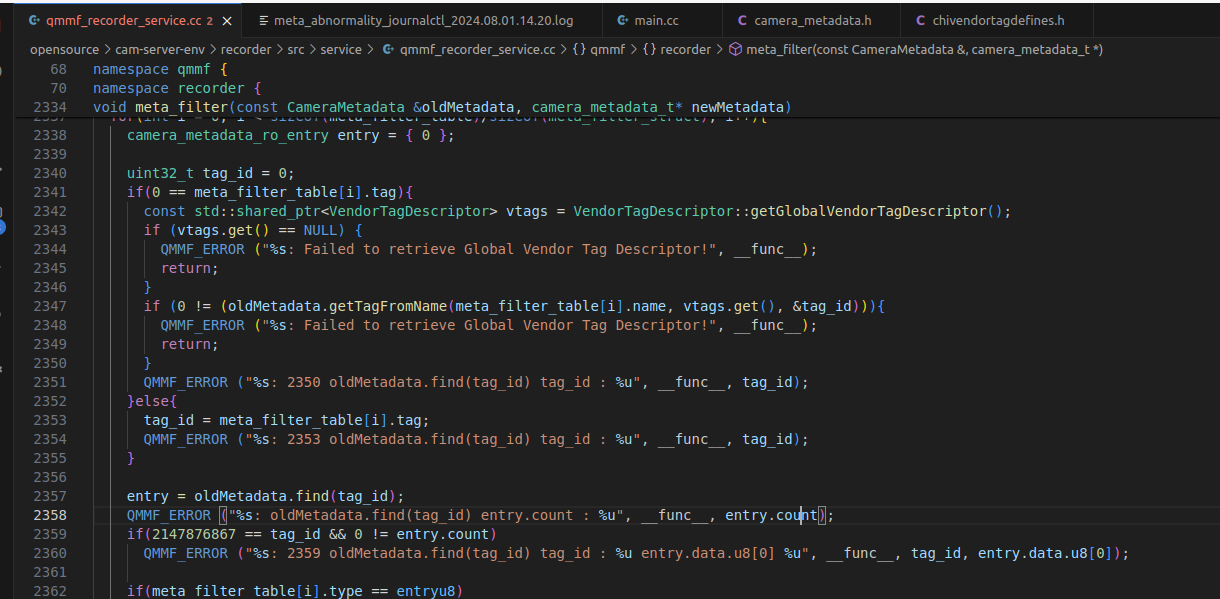 qmmf_recorder_service.cc 2
meta_abnormality_journalctl_2024.08.01.14.20.log
main.cc
camera_metadata.h
chivendortagdefines.h
opensource > cam-server-env > recorder > src > service > qmmf_recorder_service.cc > {} qmmf > {} recorder > meta_filter(const CameraMetadata &, camera_metadata_t *)
68 namespace qmmf {
70 namespace recorder {
2334 void meta_filter(const CameraMetadata &oldMetadata, camera_metadata_t* newMetadata)
2337 for(int i = 0; i < sizeof(meta_filter_table)/sizeof(meta_filter_struct); i++){
2338 camera_metadata_ro_entry entry = { 0 };
2339
2340 uint32_t tag_id = 0;
2341 if(0 == meta_filter_table[i].tag){
2342 const std::shared_ptr<VendorTagDescriptor> vtags = VendorTagDescriptor::getGlobalVendorTagDescriptor();
2343 if (vtags.get() == NULL) {
2344 QMMF_ERROR ("%s: Failed to retrieve Global Vendor Tag Descriptor!", __func__);
2345 return;
2346 }
2347 if (0 != (oldMetadata.getTagFromName(meta_filter_table[i].name, vtags.get(), &tag_id))){
2348 QMMF_ERROR ("%s: Failed to retrieve Global Vendor Tag Descriptor!", __func__);
2349 return;
2350 }
2351 QMMF_ERROR ("%s: 2350 oldMetadata.find(tag_id) tag_id : %u", __func__, tag_id);
2352 }else{
2353 tag_id = meta_filter_table[i].tag;
2354 QMMF_ERROR ("%s: 2353 oldMetadata.find(tag_id) tag_id : %u", __func__, tag_id);
2355 }
2356
2357 entry = oldMetadata.find(tag_id);
2358 QMMF_ERROR ("%s: oldMetadata.find(tag_id) entry.count : %u", __func__, entry.count);
2359 if(2147876867 == tag_id && 0 != entry.count)
2360 QMMF_ERROR ("%s: 2359 oldMetadata.find(tag_id) tag_id : %u entry.data.u8[0] %u", __func__, tag_id, entry.data.u8[0]);
2361
2362 if(meta_filter_table[i].type == entryu8)